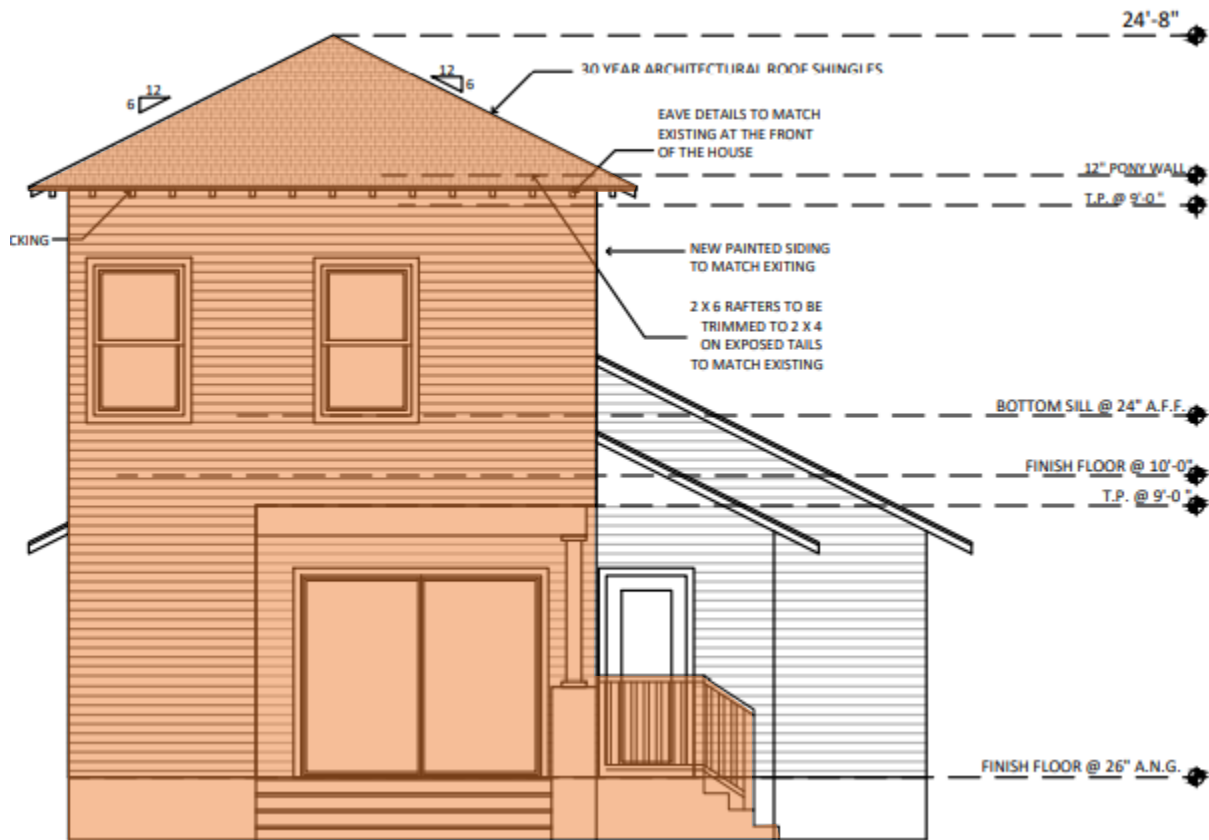 24'-8"
12
6
12
6
30 YEAR ARCHITECTURAL ROOF SHINGLES
EAVE DETAILS TO MATCH
EXISTING AT THE FRONT
OF THE HOUSE
12" PONY WALL
T.P. @ 9'-0 "
CKING
NEW PAINTED SIDING
TO MATCH EXITING
2 X 6 RAFTERS TO BE
TRIMMED TO 2 X 4
ON EXPOSED TAILS
TO MATCH EXISTING
BOTTOM SILL @ 24" A.F.F.
FINISH FLOOR @ 10'-0"
T.P. @ 9'-0 "
FINISH FLOOR @ 26" A.N.G.